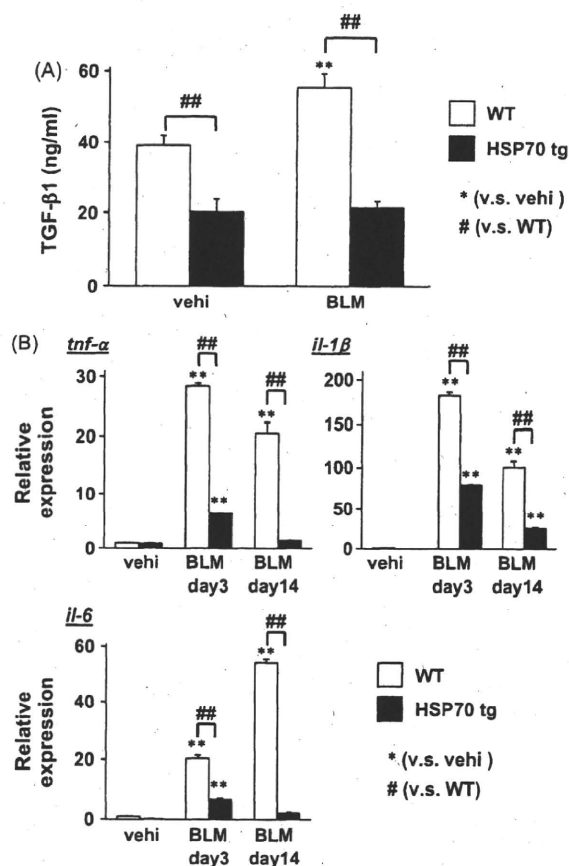 (A)
##
**
##
TGF-β1 (ng/ml)
60
40
20
0
vehi
BLM
WT
HSP70 tg
* (v.s. vehi )
# (v.s. WT)
(B)
tnf-α
Relative
expression
30
20
10
0
**
##
**
**
##
vehi
BLM
day3
BLM
day14
il-1β
200
150
100
50
0
##
**
**
##
**
**
vehi
BLM
day3
BLM
day14
il-6
Relative
expression
60
40
20
0
##
**
**
##
**
vehi
BLM
day3
BLM
day14
WT
HSP70 tg
* (v.s. vehi )
# (v.s. WT)